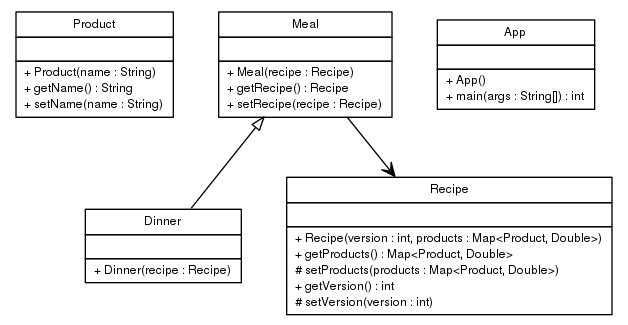 Product
+ Product(name : String)
+ getName() : String
+ setName(name : String)
Meal
+ Meal(recipe : Recipe)
+ getRecipe() : Recipe
+ setRecipe(recipe : Recipe)
App
+ App()
+ main(args : String[]) : int
Dinner
+ Dinner(recipe : Recipe)
Recipe
+ Recipe(version : int, products : Map<Product, Double>)
+ getProducts() : Map<Product, Double>
# setProducts(products : Map<Product, Double>)
+ getVersion() : int
# setVersion(version : int)